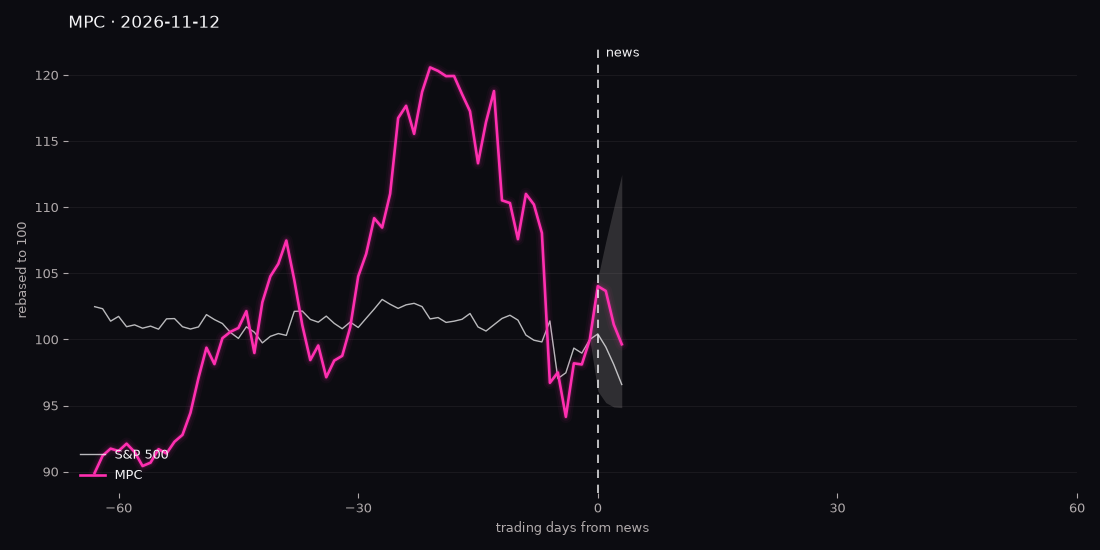 MPC · 2026-11-12
news
120
115
110
105
100
95
90
rebased to 100
S&P 500
MPC
−60
−30
0
30
60
trading days from news